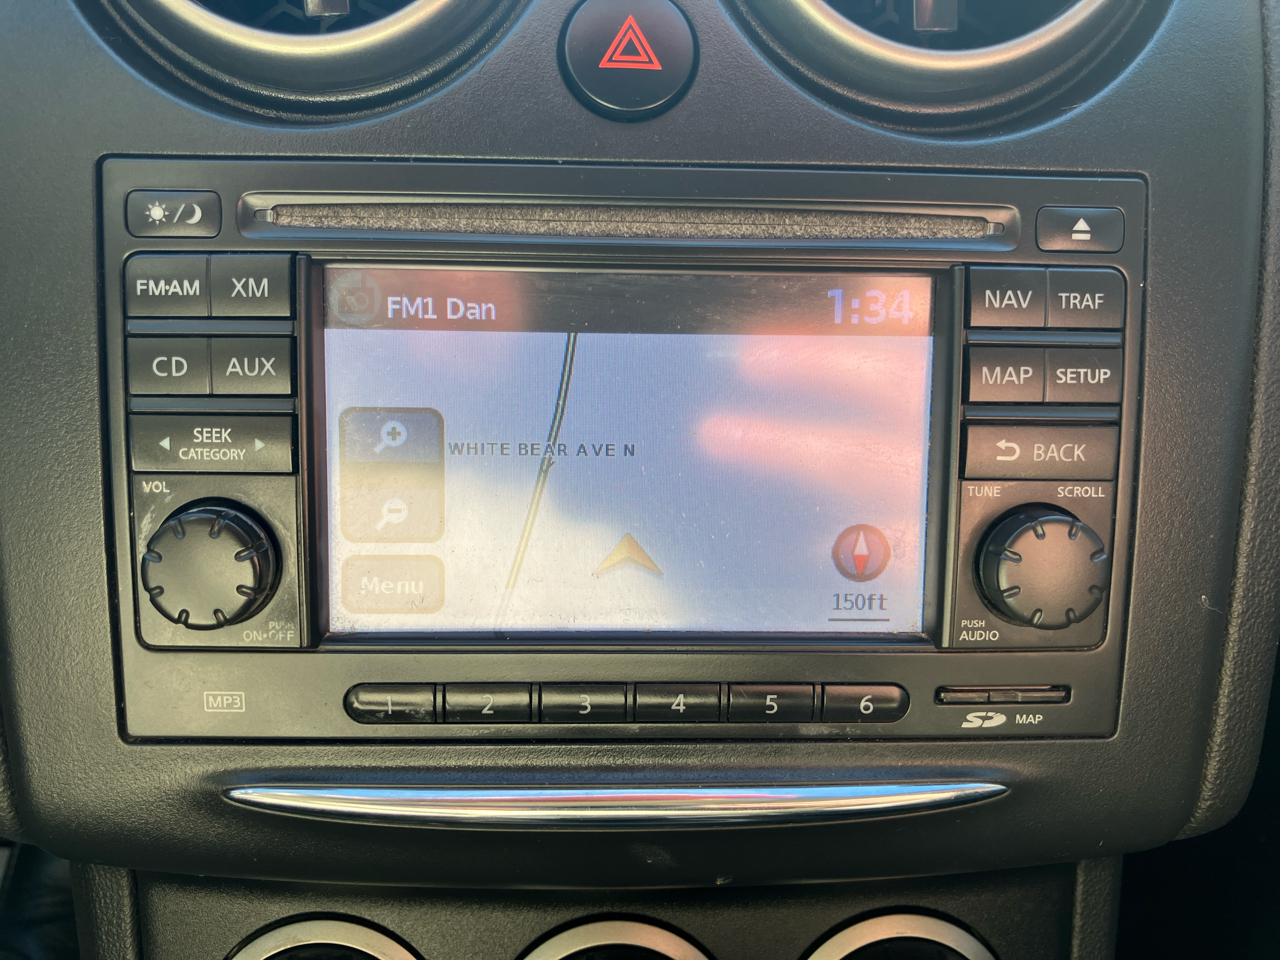 FM·AM XM
CD AUX
SEEK
CATEGORY
VOL
PUSH
ON•OFF
MP3
FM1 Dan 1:34
WHITE BEAR AVE N
Menu
150ft
1 2 3 4 5 6
NAV TRAF
MAP SETUP
BACK
TUNE SCROLL
PUSH
AUDIO
SD MAP